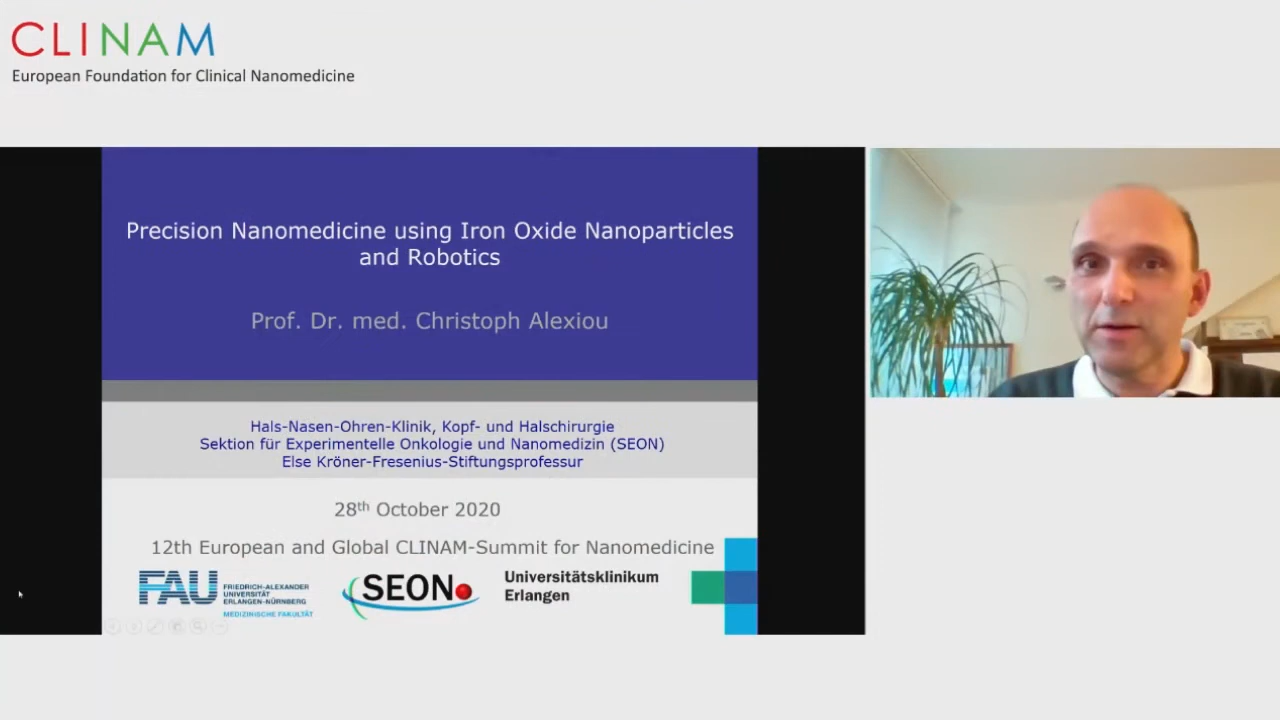 CLINAM
European Foundation for Clinical Nanomedicine
Precision Nanomedicine using Iron Oxide Nanoparticles
and Robotics
Prof. Dr. med. Christoph Alexiou
Hals-Nasen-Ohren-Klinik, Kopf- und Halschirurgie
Sektion für Experimentelle Onkologie und Nanomedizin (SEON)
Else Kröner-Fresenius-Stiftungsprofessur
28th October 2020
12th European and Global CLINAM-Summit for Nanomedicine
FAU
FRIEDRICH-ALEXANDER
UNIVERSITÄT
ERLANGEN-NÜRNBERG
MEDIZINISCHE FAKULTÄT
SEON
Universitätsklinikum
Erlangen